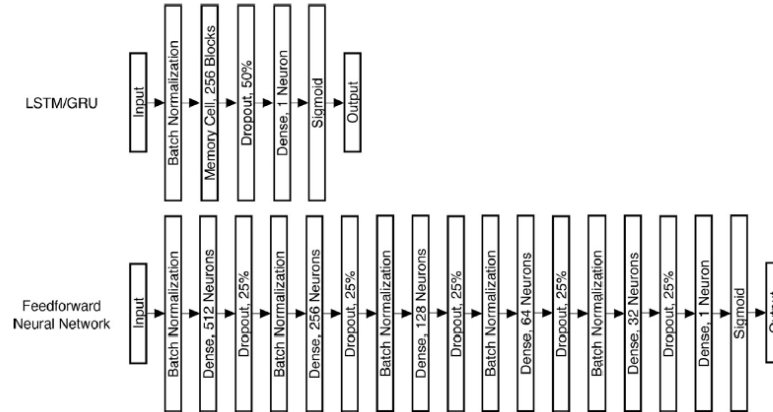 LSTM/GRU
Input
Batch Normalization
Memory Cell, 256 Blocks
Dropout, 50%
Dense, 1 Neuron
Sigmoid
Output
Feedforward
Neural Network
Input
Batch Normalization
Dense, 512 Neurons
Dropout, 25%
Batch Normalization
Dense, 256 Neurons
Dropout, 25%
Batch Normalization
Dense, 128 Neurons
Dropout, 25%
Batch Normalization
Dense, 64 Neurons
Dropout, 25%
Batch Normalization
Dense, 32 Neurons
Dropout, 25%
Dense, 1 Neuron
Sigmoid
Output